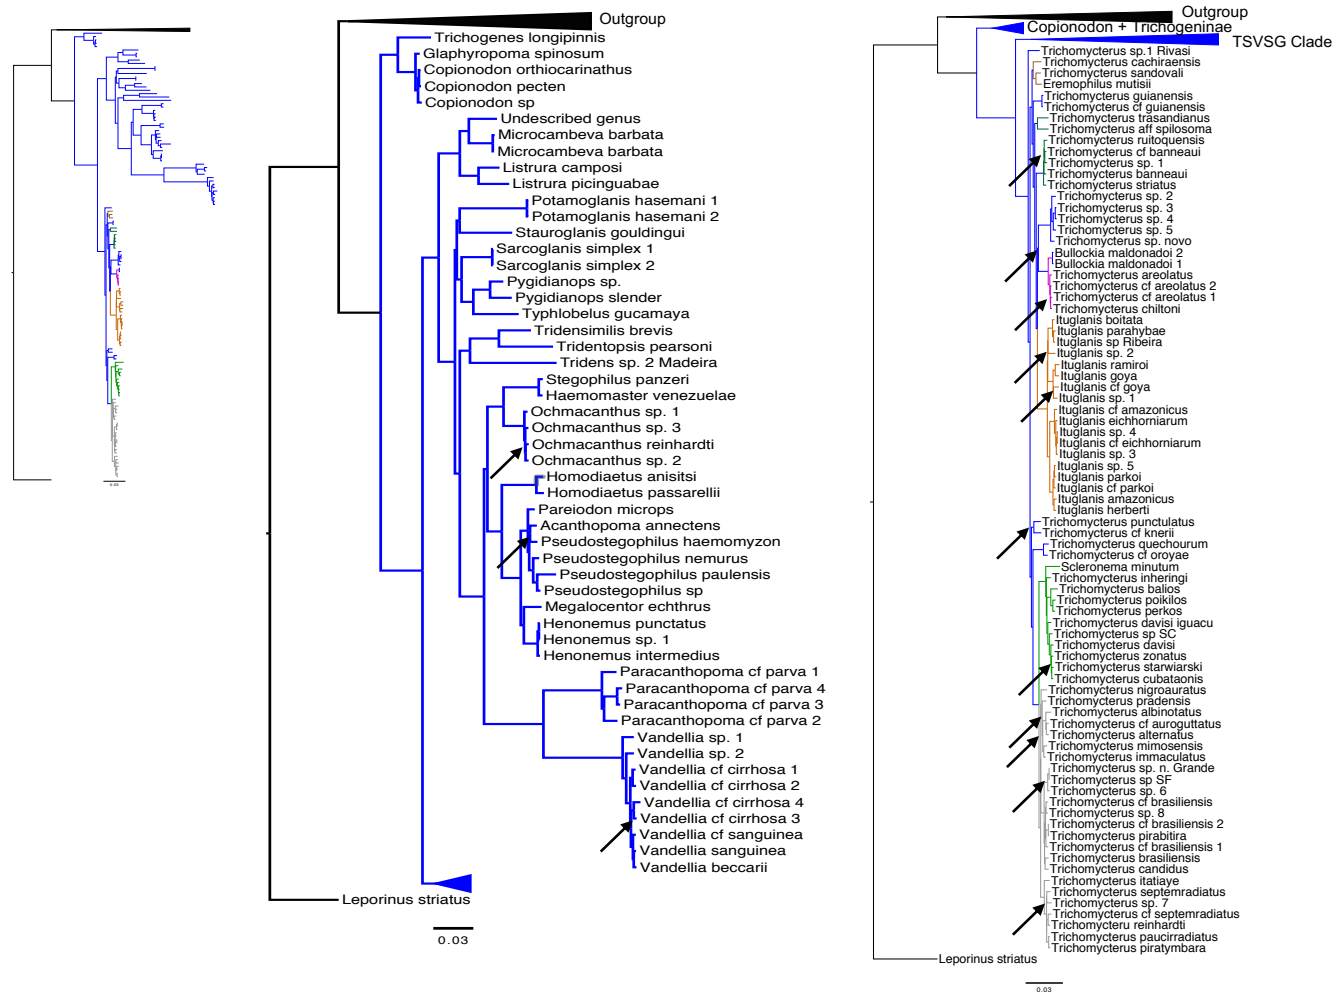 0.03
Outgroup
Trichogenes longipinnis
Glaphyropoma spinosum
Copionodon orthiocarinathus
Copionodon pecten
Copionodon sp
Undescribed genus
Microcambeva barbata
Microcambeva barbata
Listrura camposi
Listrura picinguabae
Potamoglanis hasemani 1
Potamoglanis hasemani 2
Stauroglanis gouldingui
Sarcoglanis simplex 1
Sarcoglanis simplex 2
Pygidianops sp.
Pygidianops slender
Typhlobelus gucamaya
Tridensimilis brevis
Tridentopsis pearsoni
Tridens sp. 2 Madeira
Stegophilus panzeri
Haemomaster venezuelae
Ochmacanthus sp. 1
Ochmacanthus sp. 3
Ochmacanthus reinhardti
Ochmacanthus sp. 2
Homodiaetus anisitsi
Homodiaetus passarellii
Pareiodon microps
Acanthopoma annectens
Pseudostegophilus haemomyzon
Pseudostegophilus nemurus
Pseudostegophilus paulensis
Pseudostegophilus sp
Megalocentor echthrus
Henonemus punctatus
Henonemus sp. 1
Henonemus intermedius
Paracanthopoma cf parva 1
Paracanthopoma cf parva 4
Paracanthopoma cf parva 3
Paracanthopoma cf parva 2
Vandellia sp. 1
Vandellia sp. 2
Vandellia cf cirrhosa 1
Vandellia cf cirrhosa 2
Vandellia cf cirrhosa 4
Vandellia cf cirrhosa 3
Vandellia cf sanguinea
Vandellia sanguinea
Vandellia beccarii
Leporinus striatus
0.03
Outgroup
Copionodon + Trichogeninae
TSVSG Clade
Trichomycterus sp.1 Rivasi
Trichomycterus cachiraensis
Trichomycterus sandovali
Eremophilus mutisii
Trichomycterus guianensis
Trichomycterus cf guianensis
Trichomycterus trasandianus
Trichomycterus aff spilosoma
Trichomycterus ruitoquensis
Trichomycterus cf banneaui
Trichomycterus sp. 1
Trichomycterus banneaui
Trichomycterus striatus
Trichomycterus sp. 2
Trichomycterus sp. 3
Trichomycterus sp. 4
Trichomycterus sp. 5
Trichomycterus sp. novo
Bullockia maldonadoi 2
Bullockia maldonadoi 1
Trichomycterus areolatus
Trichomycterus cf areolatus 2
Trichomycterus cf areolatus 1
Trichomycterus chiltoni
Ituglanis boitata
Ituglanis parahybae
Ituglanis sp Ribeira
Ituglanis sp. 2
Ituglanis ramiroi
Ituglanis goya
Ituglanis cf goya
Ituglanis sp. 1
Ituglanis cf amazonicus
Ituglanis eichhorniarum
Ituglanis sp. 4
Ituglanis cf eichhorniarum
Ituglanis sp. 3
Ituglanis sp. 5
Ituglanis parkoi
Ituglanis cf parkoi
Ituglanis amazonicus
Ituglanis herberti
Trichomycterus punctulatus
Trichomycterus cf knerii
Trichomycterus quechourum
Trichomycterus cf oroyae
Scleronema minutum
Trichomycterus inheringi
Trichomycterus balios
Trichomycterus poikilos
Trichomycterus perkos
Trichomycterus davisi iguacu
Trichomycterus sp SC
Trichomycterus davisi
Trichomycterus zonatus
Trichomycterus starwiarski
Trichomycterus cubataonis
Trichomycterus nigroauratus
Trichomycterus pradensis
Trichomycterus albinotatus
Trichomycterus cf auroguttatus
Trichomycterus alternatus
Trichomycterus mimosensis
Trichomycterus immaculatus
Trichomycterus sp. n. Grande
Trichomycterus sp SF
Trichomycterus sp. 6
Trichomycterus cf brasiliensis
Trichomycterus sp. 8
Trichomycterus cf brasiliensis 2
Trichomycterus pirabitira
Trichomycterus cf brasiliensis 1
Trichomycterus brasiliensis
Trichomycterus candidus
Trichomycterus itatiaye
Trichomycterus septemradiatus
Trichomycterus sp. 7
Trichomycterus cf septemradiatus
Trichomycteru reinhardti
Trichomycterus paucirradiatus
Trichomycterus piratymbara
Leporinus striatus
0.03